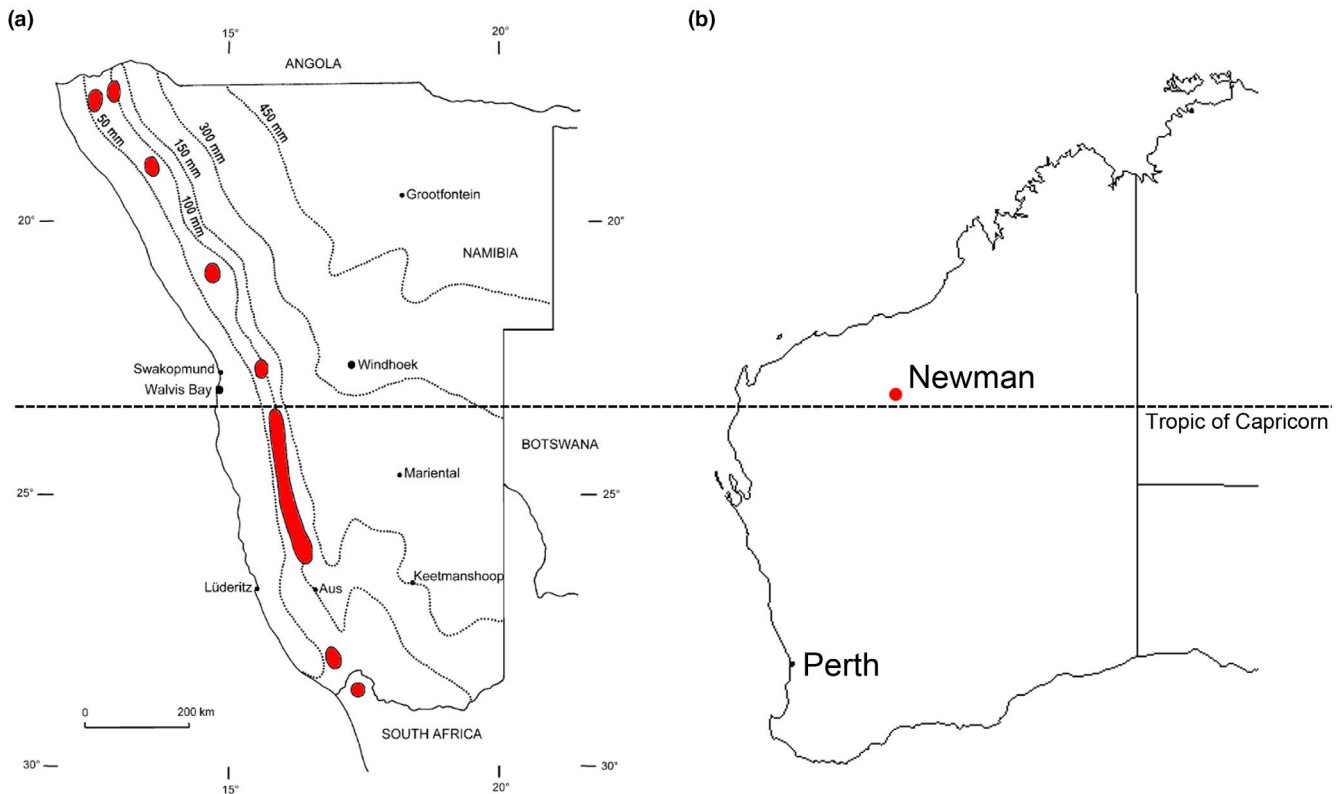 (a)
(b)
15°
20°
ANGOLA
50 mm
100 mm
150 mm
300 mm
450 mm
Grootfontein
20°
20°
NAMIBIA
Swakopmund
Walvis Bay
Windhoek
Newman
Tropic of Capricorn
BOTSWANA
Mariental
25°
25°
Lüderitz
Aus
Keetmanshoop
Perth
0
200 km
SOUTH AFRICA
30°
30°
15°
20°